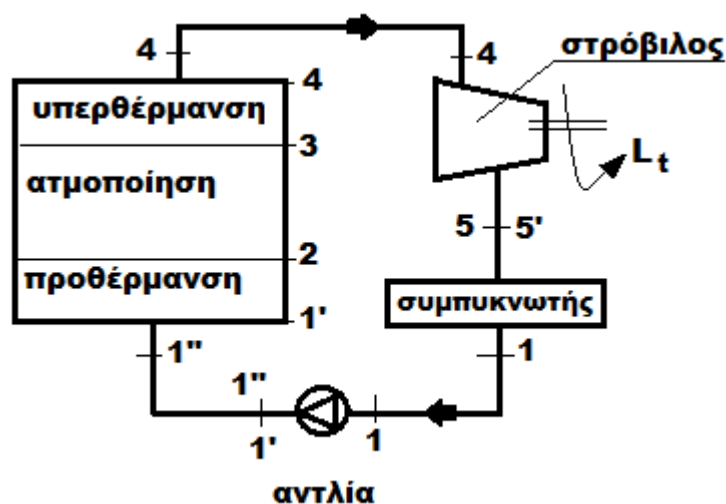 4
4
στρόβιλος
4
υπερθέρμανση
3
L t
ατμοποίηση
5 5'
2
προθέρμανση
συμπυκνωτής
1'
1"
1
1"
1'
1
αντλία